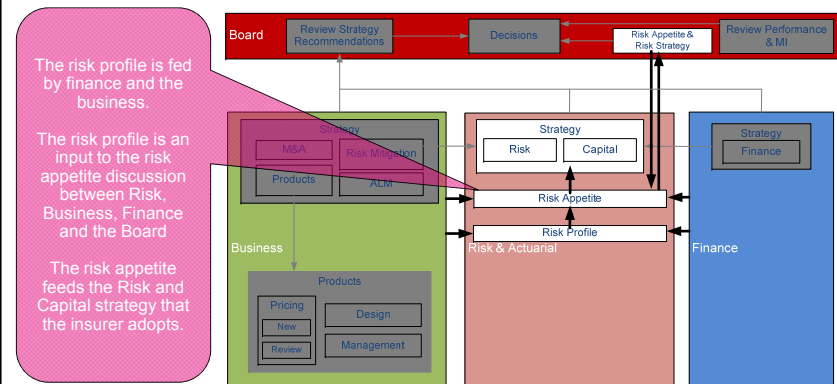 The risk profile is fed
by finance and the
business.
The risk profile is an
input to the risk
appetite discussion
between Risk,
Business, Finance
and the Board
The risk appetite
feeds the Risk and
Capital strategy that
the insurer adopts.
Board
Review Strategy
Recommendations
Decisions
Risk Appetite &
Risk Strategy
Review Performance
& MI
Strategy
M&A
Risk Mitigation
Products
ALM
Business
Products
Pricing
New
Review
Design
Management
Strategy
Risk
Capital
Risk Appetite
Risk Profile
Risk & Actuarial
Strategy
Finance
Finance